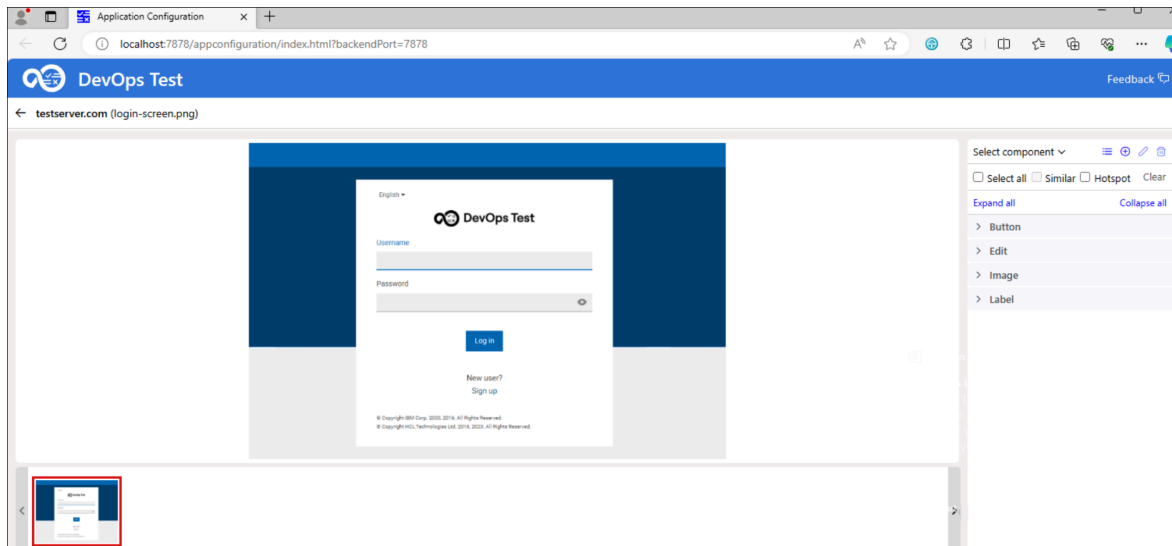 Application Configuration
localhost:7878/appconfiguration/index.html?backendPort=7878
DevOps Test
Feedback
testserver.com (login-screen.png)
Select component
Select all Similar Hotspot Clear
Expand all Collapse all
Button
Edit
Image
Label
English
DevOps Test
Username
Password
Log in
New user?
Sign up
© Copyright IBM Corp. 2000, 2016. All Rights Reserved.
© Copyright HCL Technologies Ltd. 2016, 2023. All Rights Reserved.